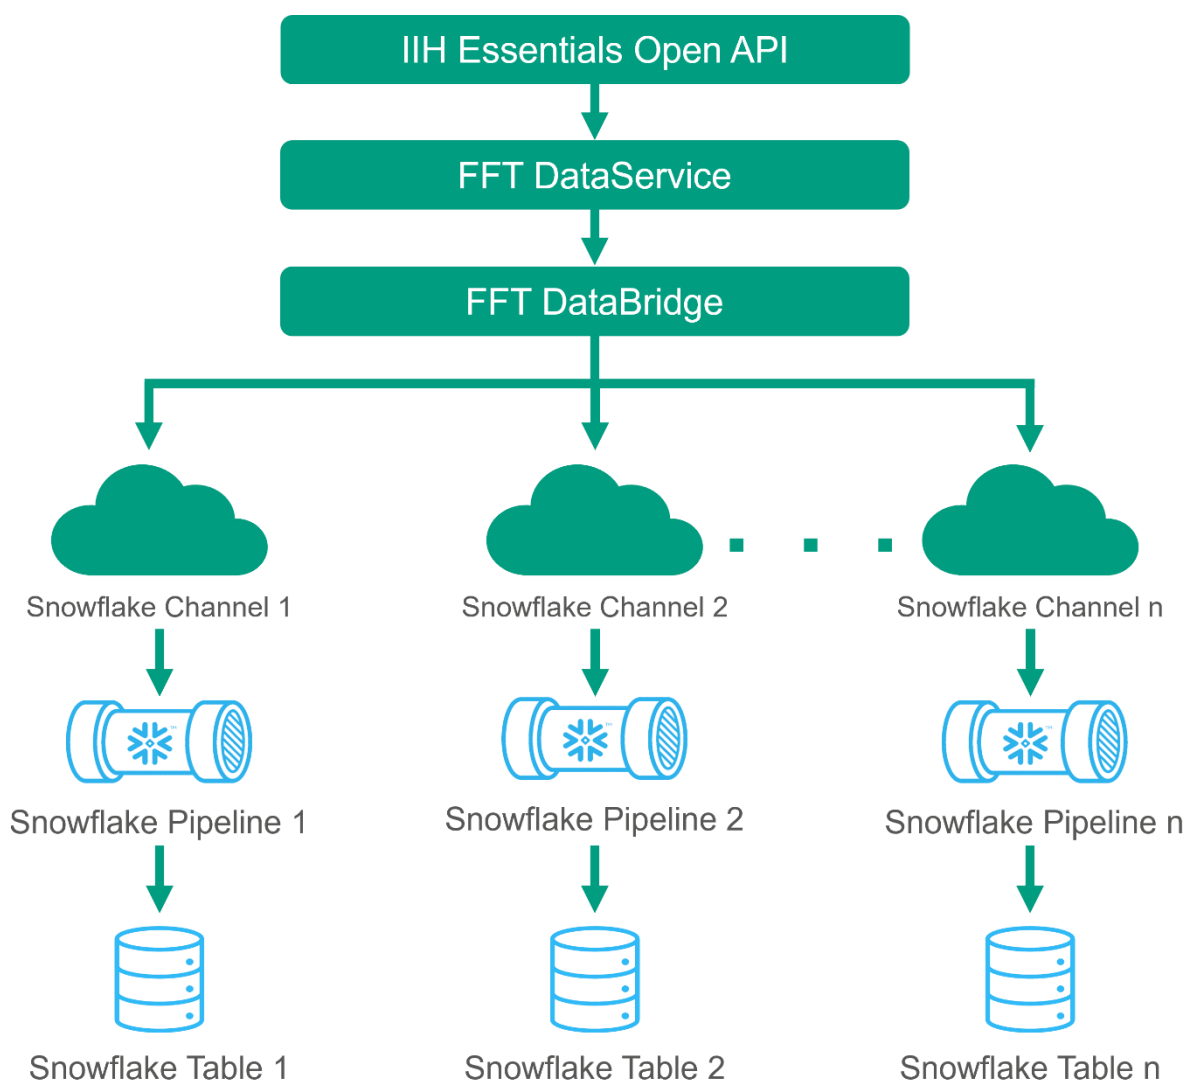 IIH Essentials Open API
FFT DataService
FFT DataBridge
Snowflake Channel 1
Snowflake Channel 2
Snowflake Channel n
Snowflake Pipeline 1
Snowflake Pipeline 2
Snowflake Pipeline n
Snowflake Table 1
Snowflake Table 2
Snowflake Table n